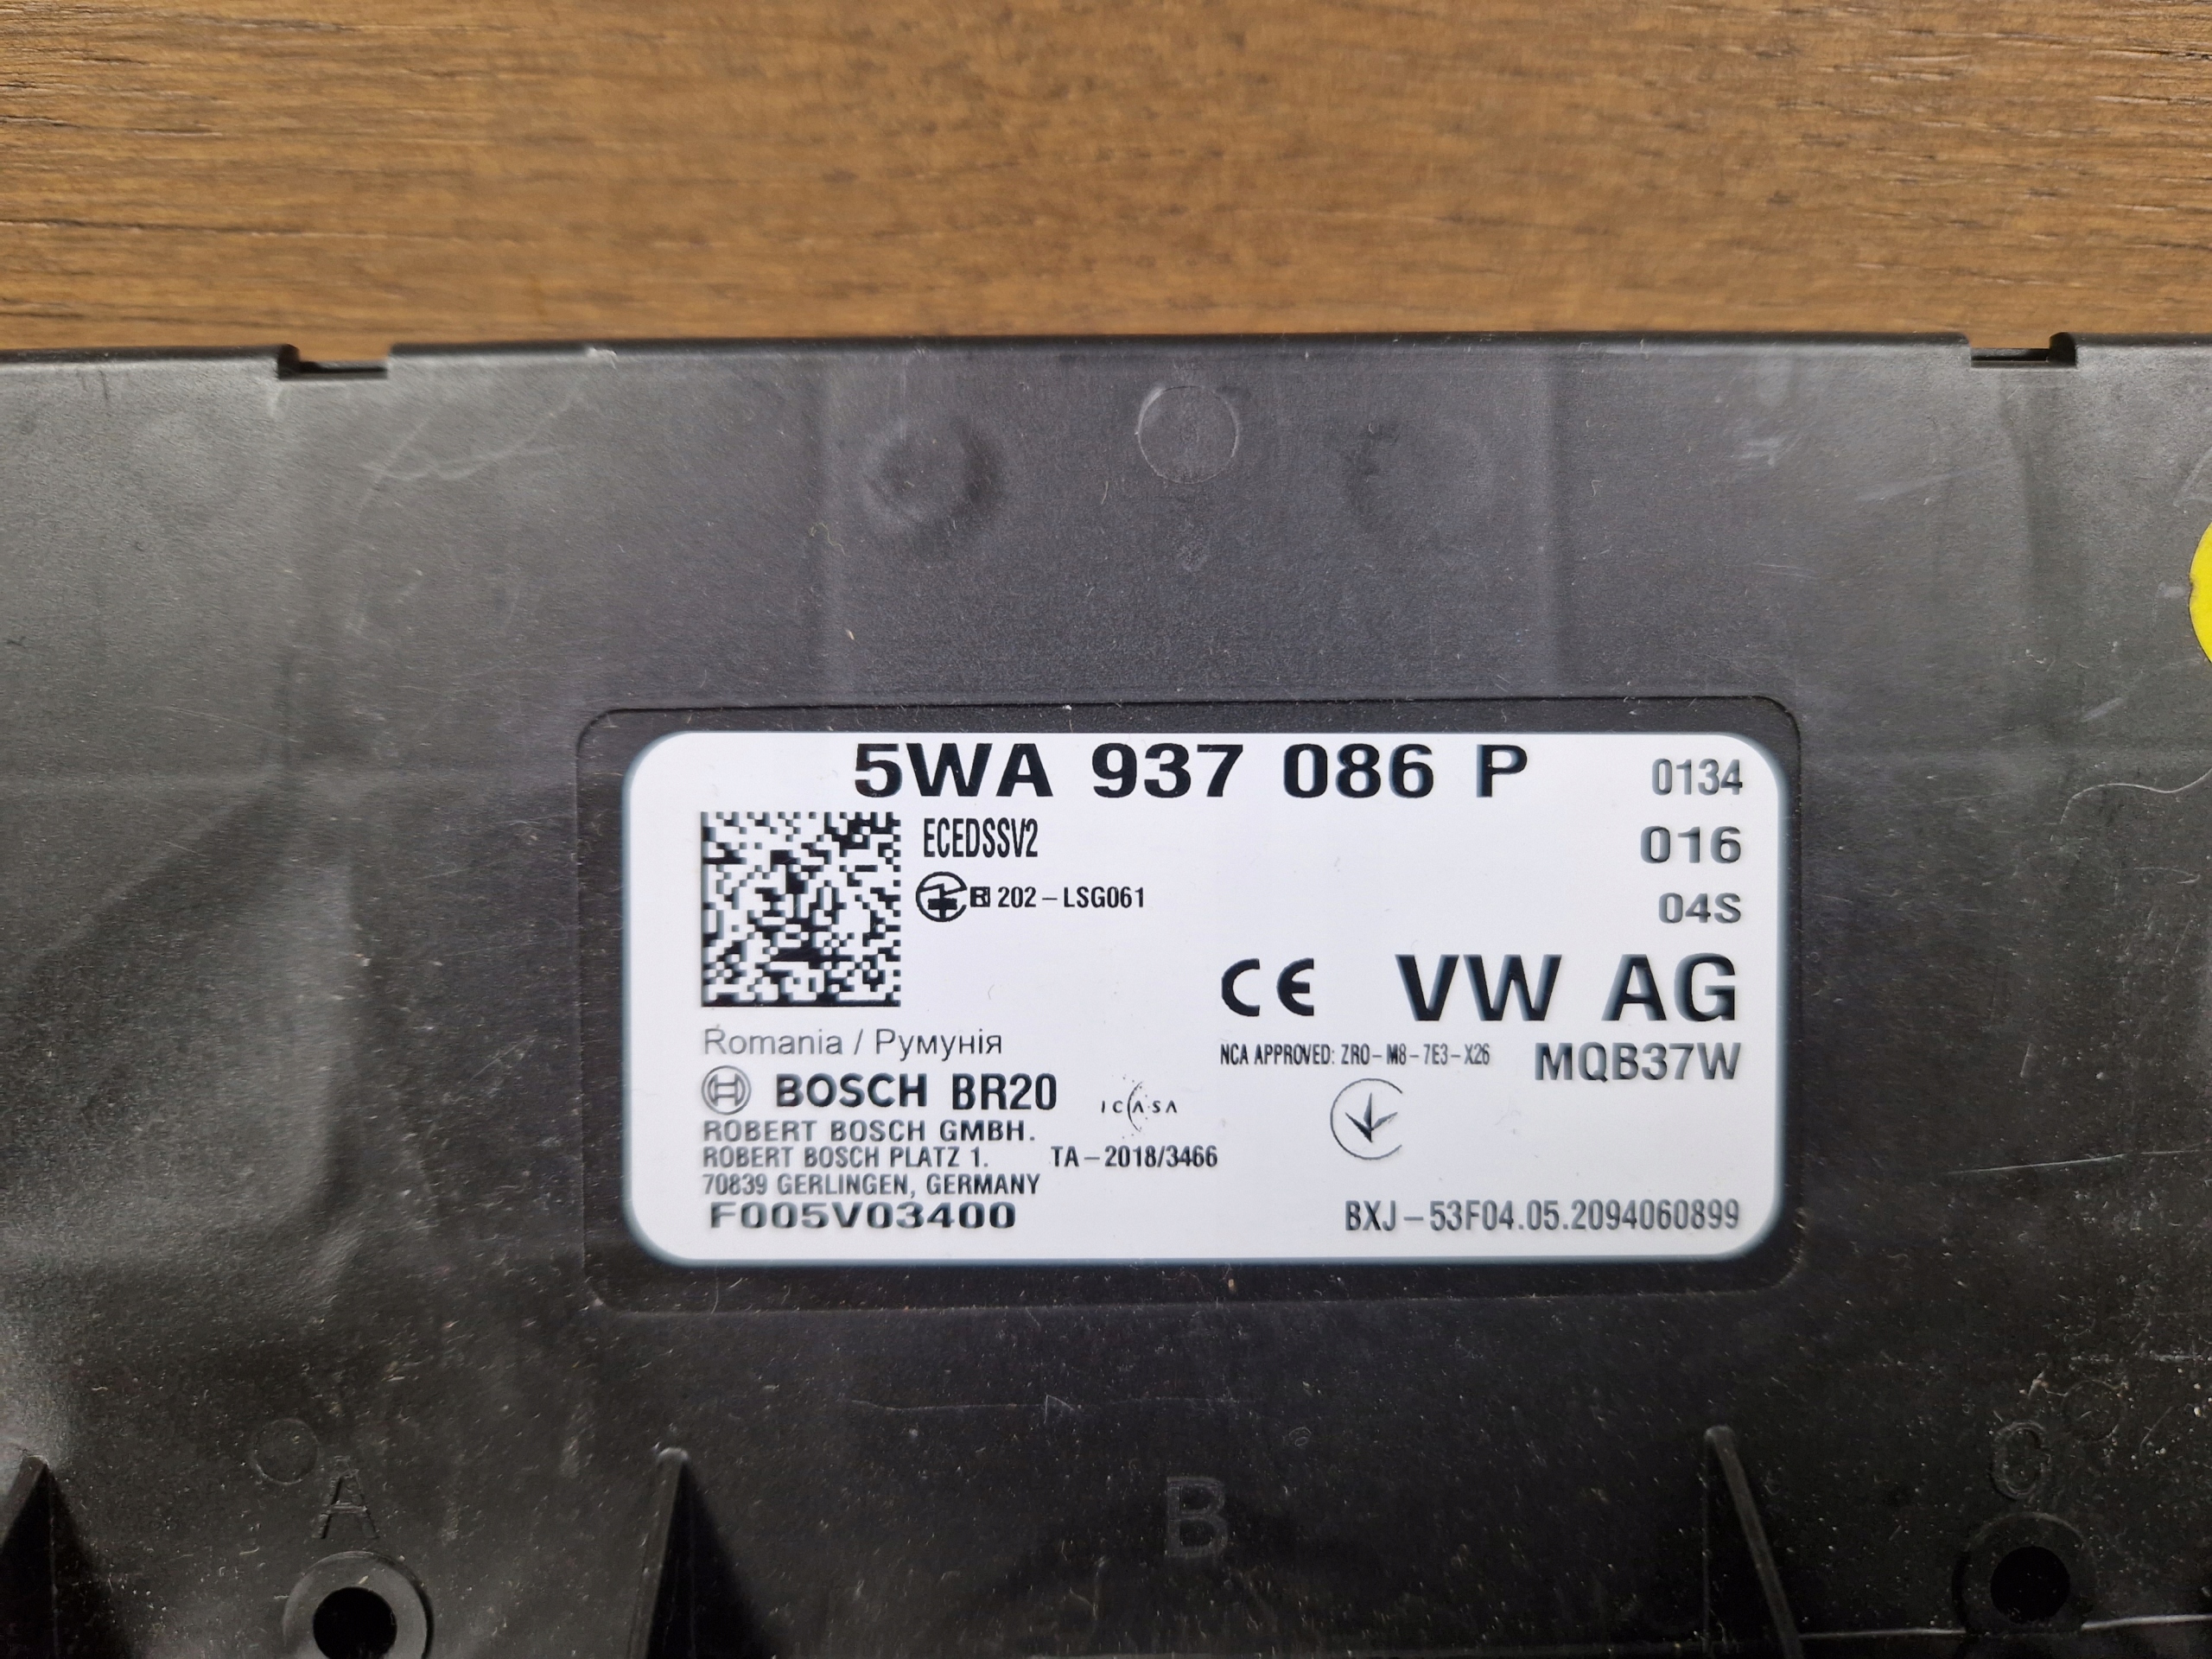 5WA 937 086 P 0134
ECEDSSV2 016
R 202-LSG061 04S
CE VW AG
Romania / Румунія NCA APPROVED: ZRO-M8-7E3-X26 MQB37W
BOSCH BR20 ICASA
ROBERT BOSCH GMBH.
ROBERT BOSCH PLATZ 1. TA-2018/3466
70839 GERLINGEN, GERMANY
F005V03400 BXJ-53F04.05.2094060899
A B C